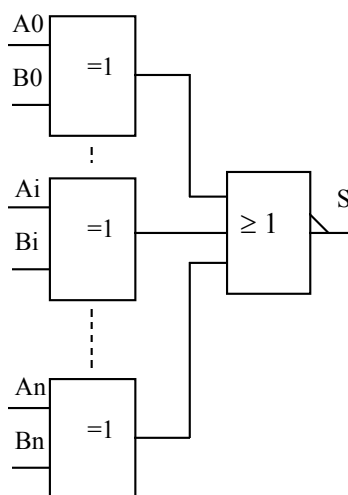 A0
=1
B0
Ai
=1
Bi
S
≥ 1
An
=1
Bn